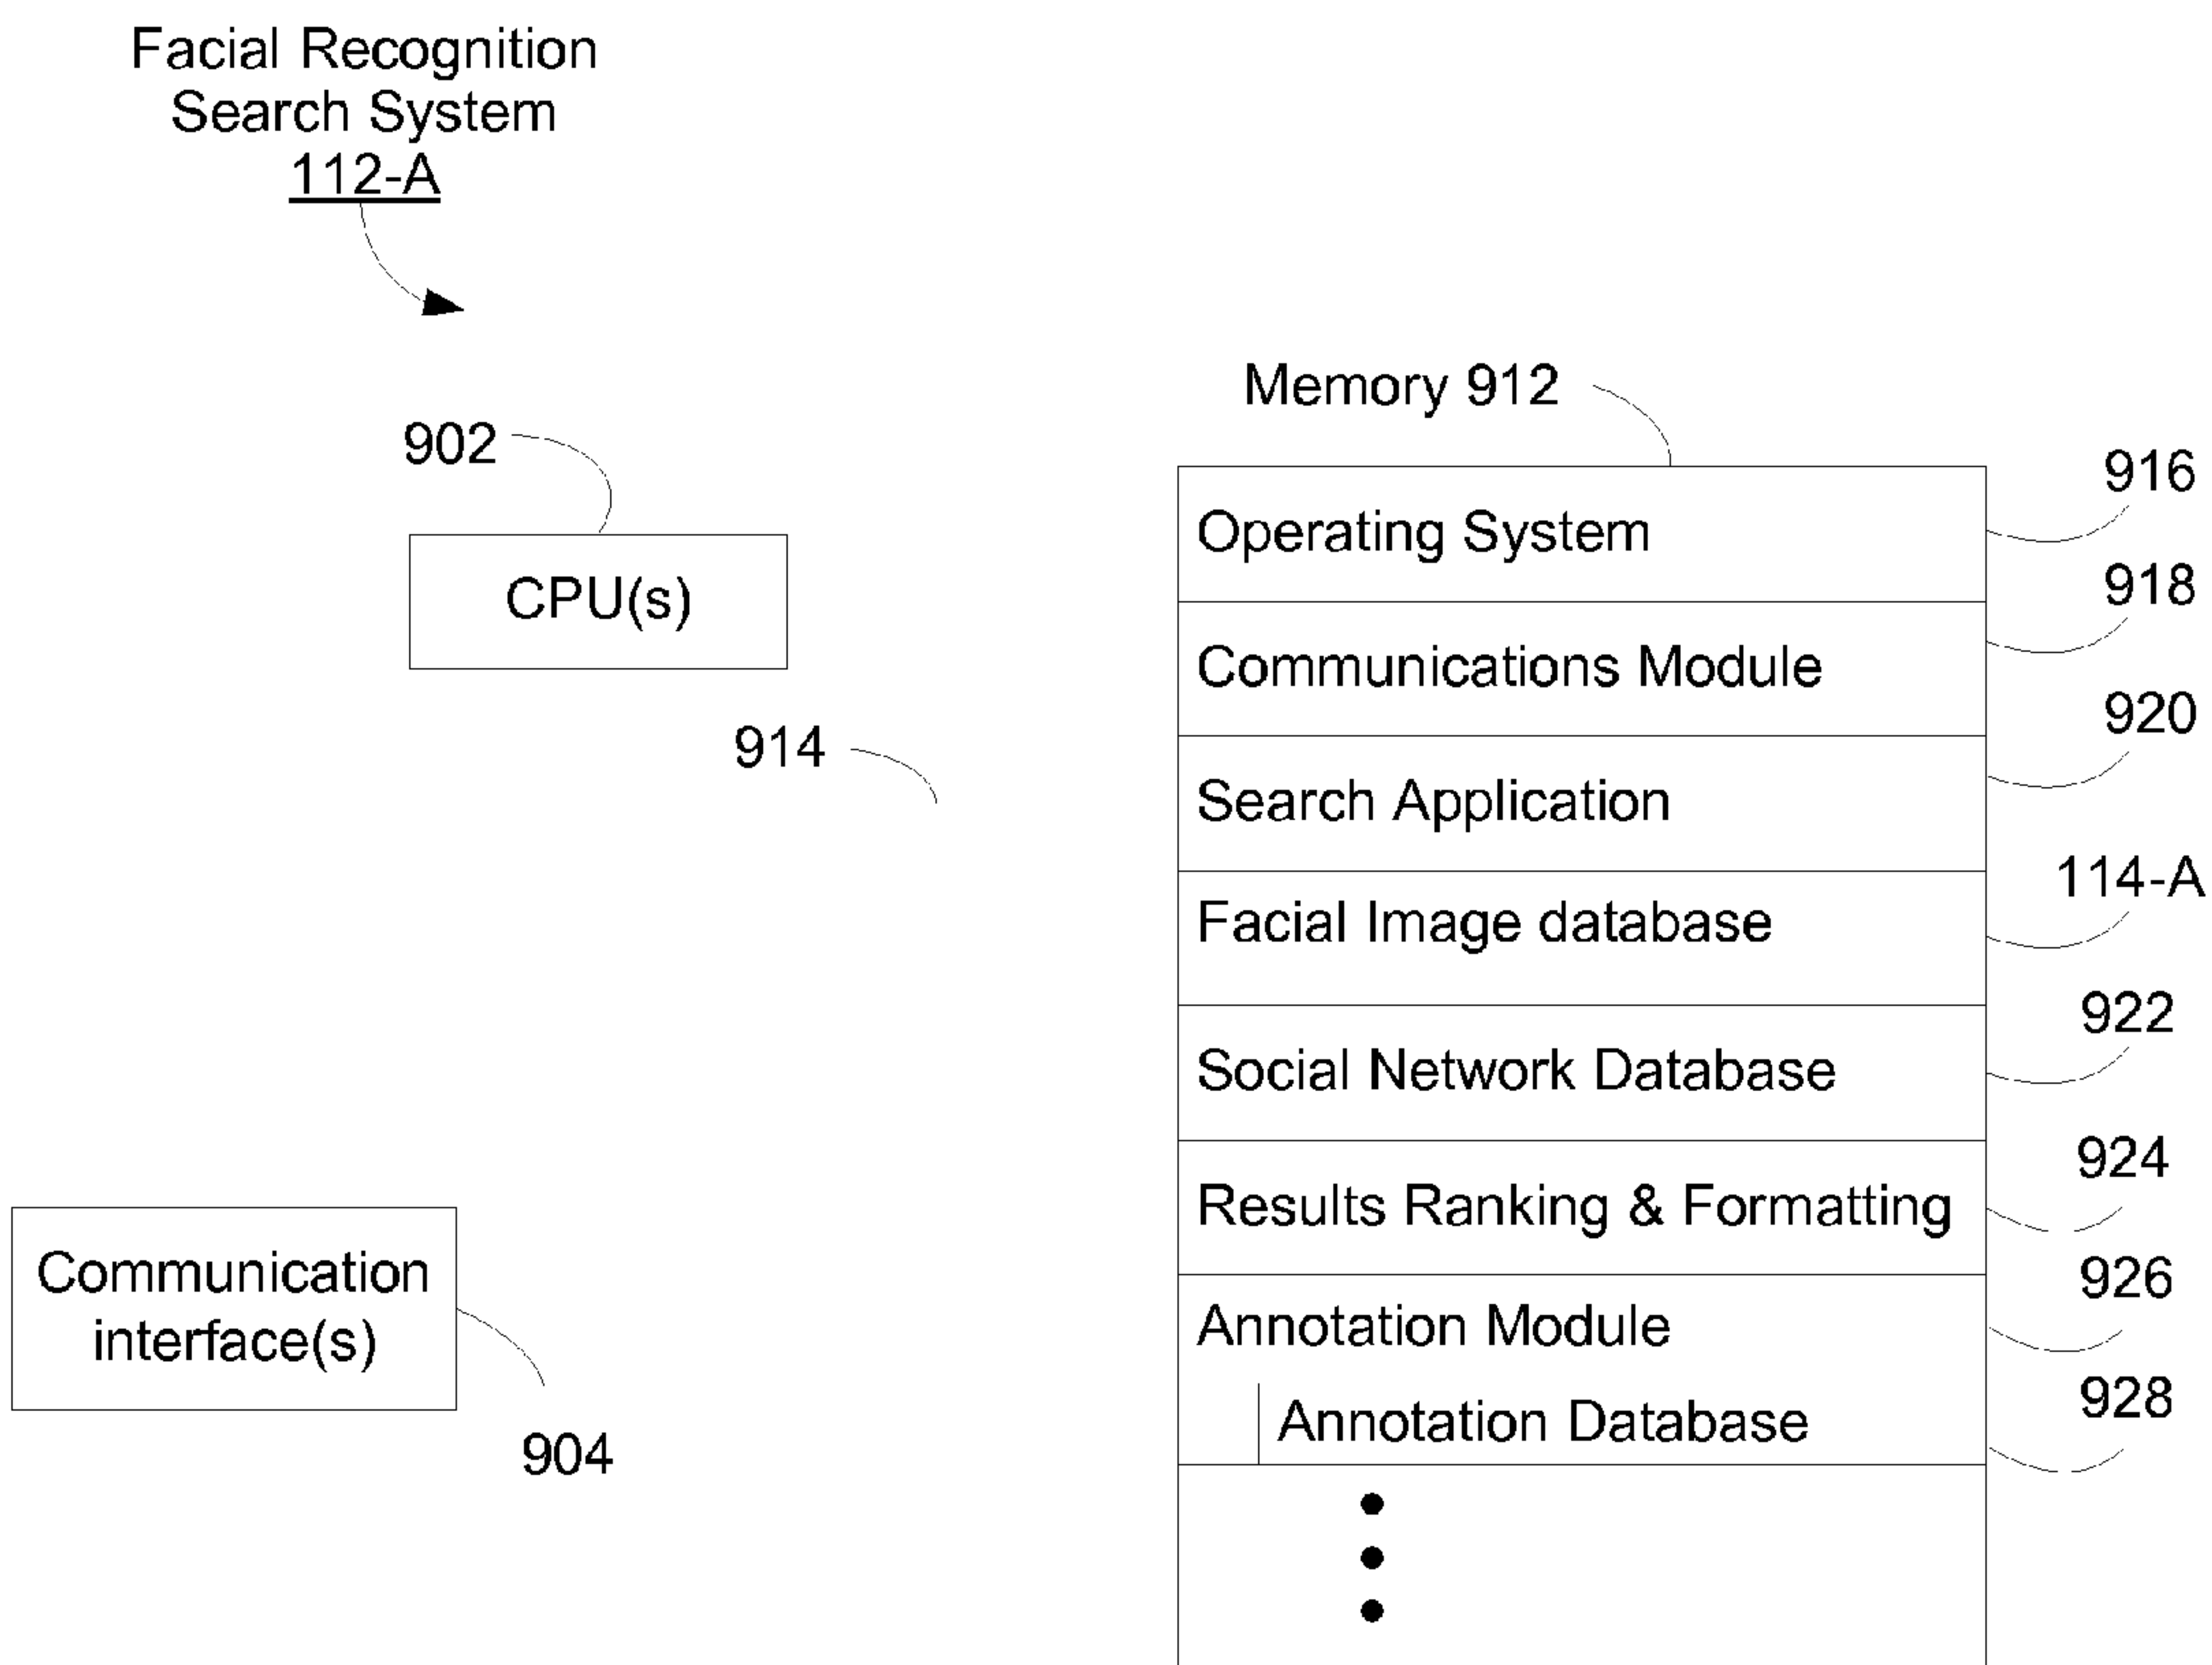 Facial Recognition
Search System
112-A
Memory 912
902
916
Operating System
CPU(s)
918
Communications Module
914
920
Search Application
114-A
Facial Image database
922
Social Network Database
924
Results Ranking & Formatting
926
Communication
interface(s)
Annotation Module
928
Annotation Database
904